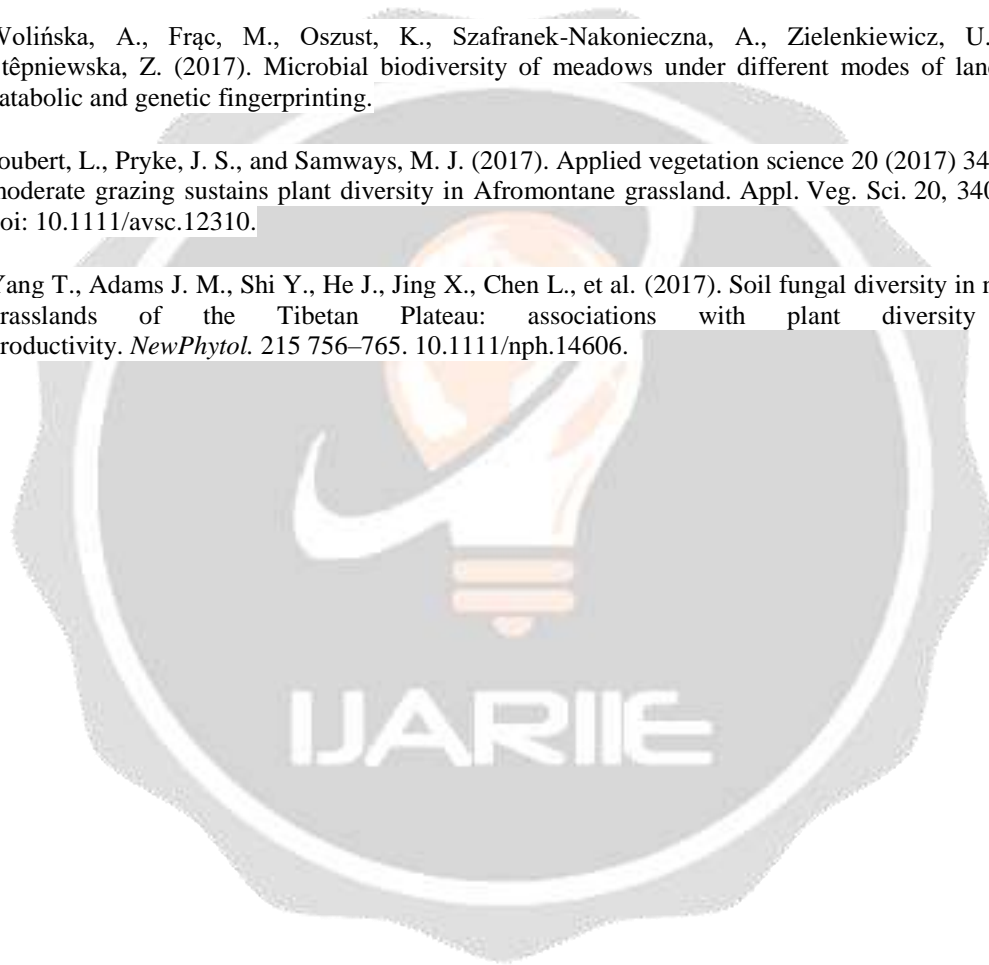 Wolińska, A., Frąc, M., Oszust, K., Szafranek-Nakonieczna, A., Zielenkiewicz, U.
têpniewska, Z. (2017). Microbial biodiversity of meadows under different modes of lan
atabolic and genetic fingerprinting.
oubert, L., Pryke, J. S., and Samways, M. J. (2017). Applied vegetation science 20 (2017) 34
moderate grazing sustains plant diversity in Afromontane grassland. Appl. Veg. Sci. 20, 340
oi: 10.1111/avsc.12310.
Yang T., Adams J. M., Shi Y., He J., Jing X., Chen L., et al. (2017). Soil fungal diversity in
rasslands of the Tibetan Plateau: associations with plant diversity
roductivity. NewPhytol. 215 756–765. 10.1111/nph.14606.
IJARIIE